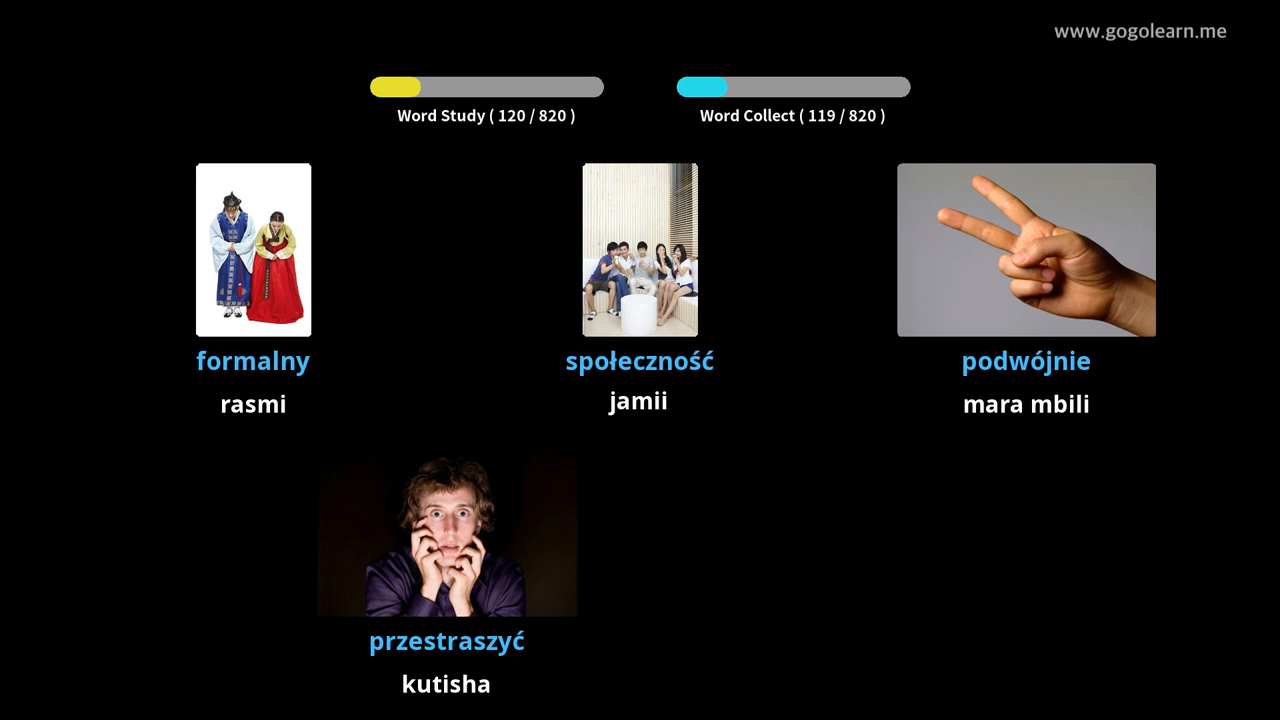 www.gogolearn.me
Word Study ( 120 / 820 )
Word Collect ( 119 / 820 )
formalny
rasmi
społeczność
jamii
podwójnie
mara mbili
przestraszyć
kutisha